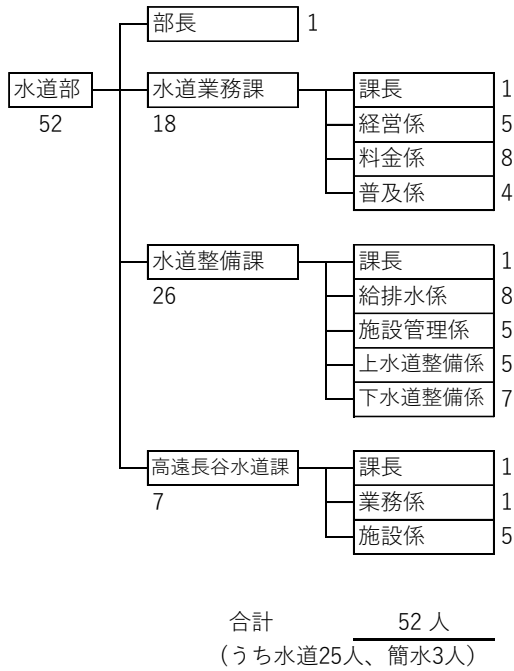 部長 1
水道部 水道業務課 課長 1
52 18 経営係 5
料金係 8
普及係 4
水道整備課 課長 1
26 給排水係 8
施設管理係 5
上水道整備係 5
下水道整備係 7
高遠長谷水道課 課長 1
7 業務係 1
施設係 5
合計 52 人
（うち水道25人、簡水3人）